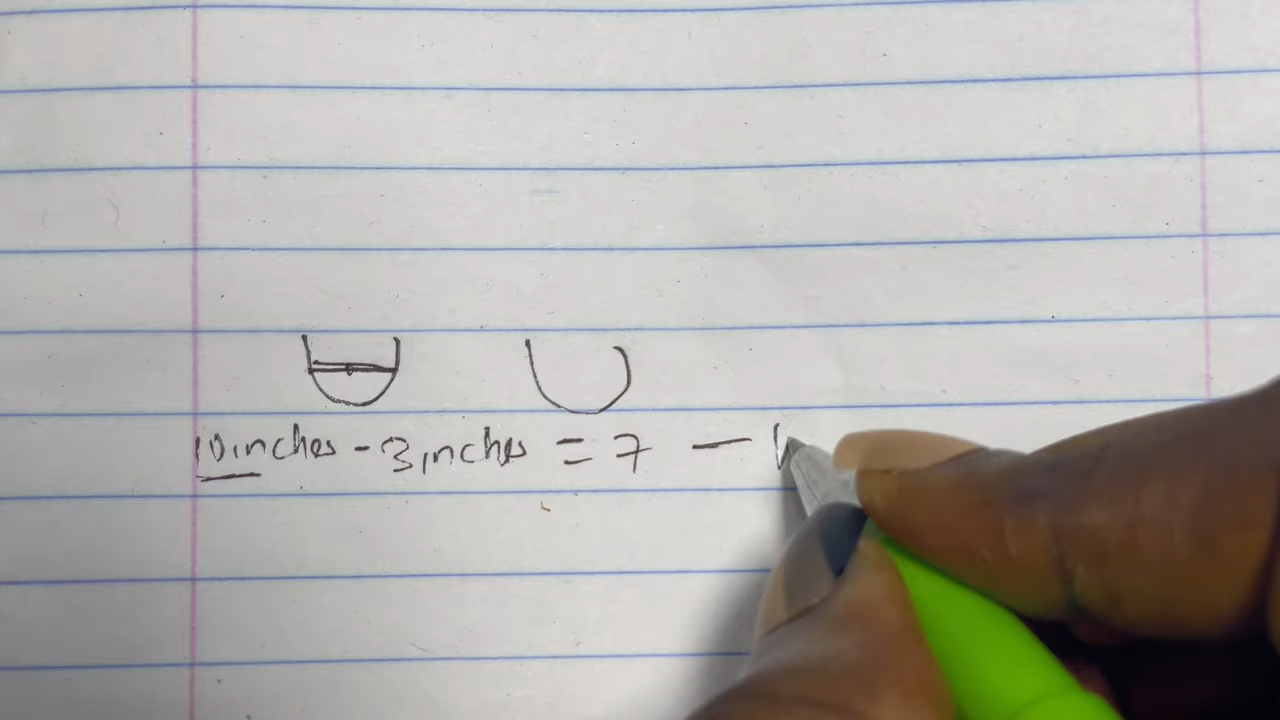 10inches - 3inches = 7 —